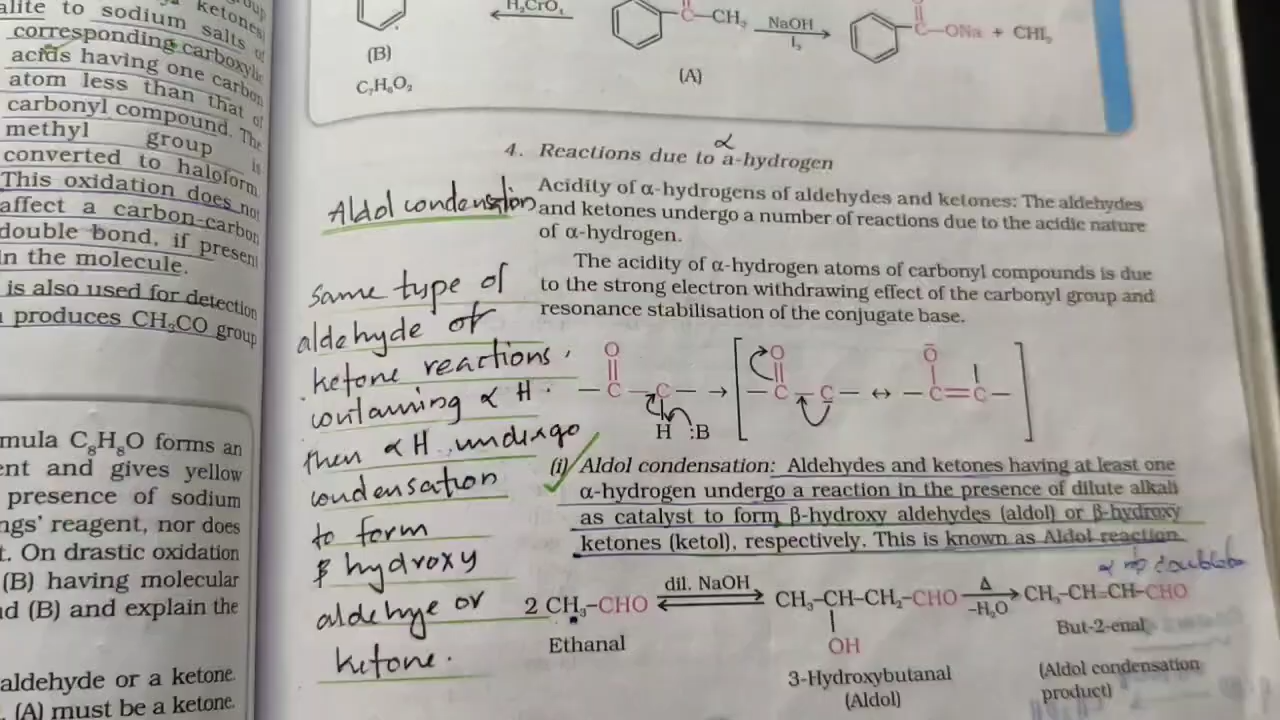 alite to sodium salts of
corresponding carboxylic
acids having one carbon
atom less than that of
carbonyl compound. The
methyl group is
converted to haloform.
This oxidation does not
affect a carbon-carbon
double bond, if present
in the molecule.
is also used for detection
produces CH₃CO group
mula C₈H₈O forms an
ent and gives yellow
presence of sodium
ngs' reagent, nor does
t. On drastic oxidation
(B) having molecular
d (B) and explain the
aldehyde or a ketone.
(A) must be a ketone.
H₂CrO₄
C–CH₃
NaOH
I₂
C–ONa + CHI₃
(B)
C₇H₆O₂
(A)
α
4. Reactions due to a-hydrogen
Aldol condensation
Acidity of α-hydrogens of aldehydes and ketones: The aldehydes
and ketones undergo a number of reactions due to the acidic nature
of α-hydrogen.
The acidity of α-hydrogen atoms of carbonyl compounds is due
to the strong electron withdrawing effect of the carbonyl group and
resonance stabilisation of the conjugate base.
same type of
aldehyde or
ketone reactions.
containing α H.
then α H undergo
condensation
to form
β hydroxy
aldehye or
ketone.
O O Ō
–C–C– → –C–C– ↔ –C=C–
H :B
(i) Aldol condensation: Aldehydes and ketones having at least one
α-hydrogen undergo a reaction in the presence of dilute alkali
as catalyst to form β-hydroxy aldehydes (aldol) or β-hydroxy
ketones (ketol), respectively. This is known as Aldol reaction.
2 CH₃–CHO dil. NaOH CH₃–CH–CH₂–CHO Δ –H₂O CH₃–CH=CH–CHO
OH
Ethanal
3-Hydroxybutanal
(Aldol)
But-2-enal
(Aldol condensation
product)